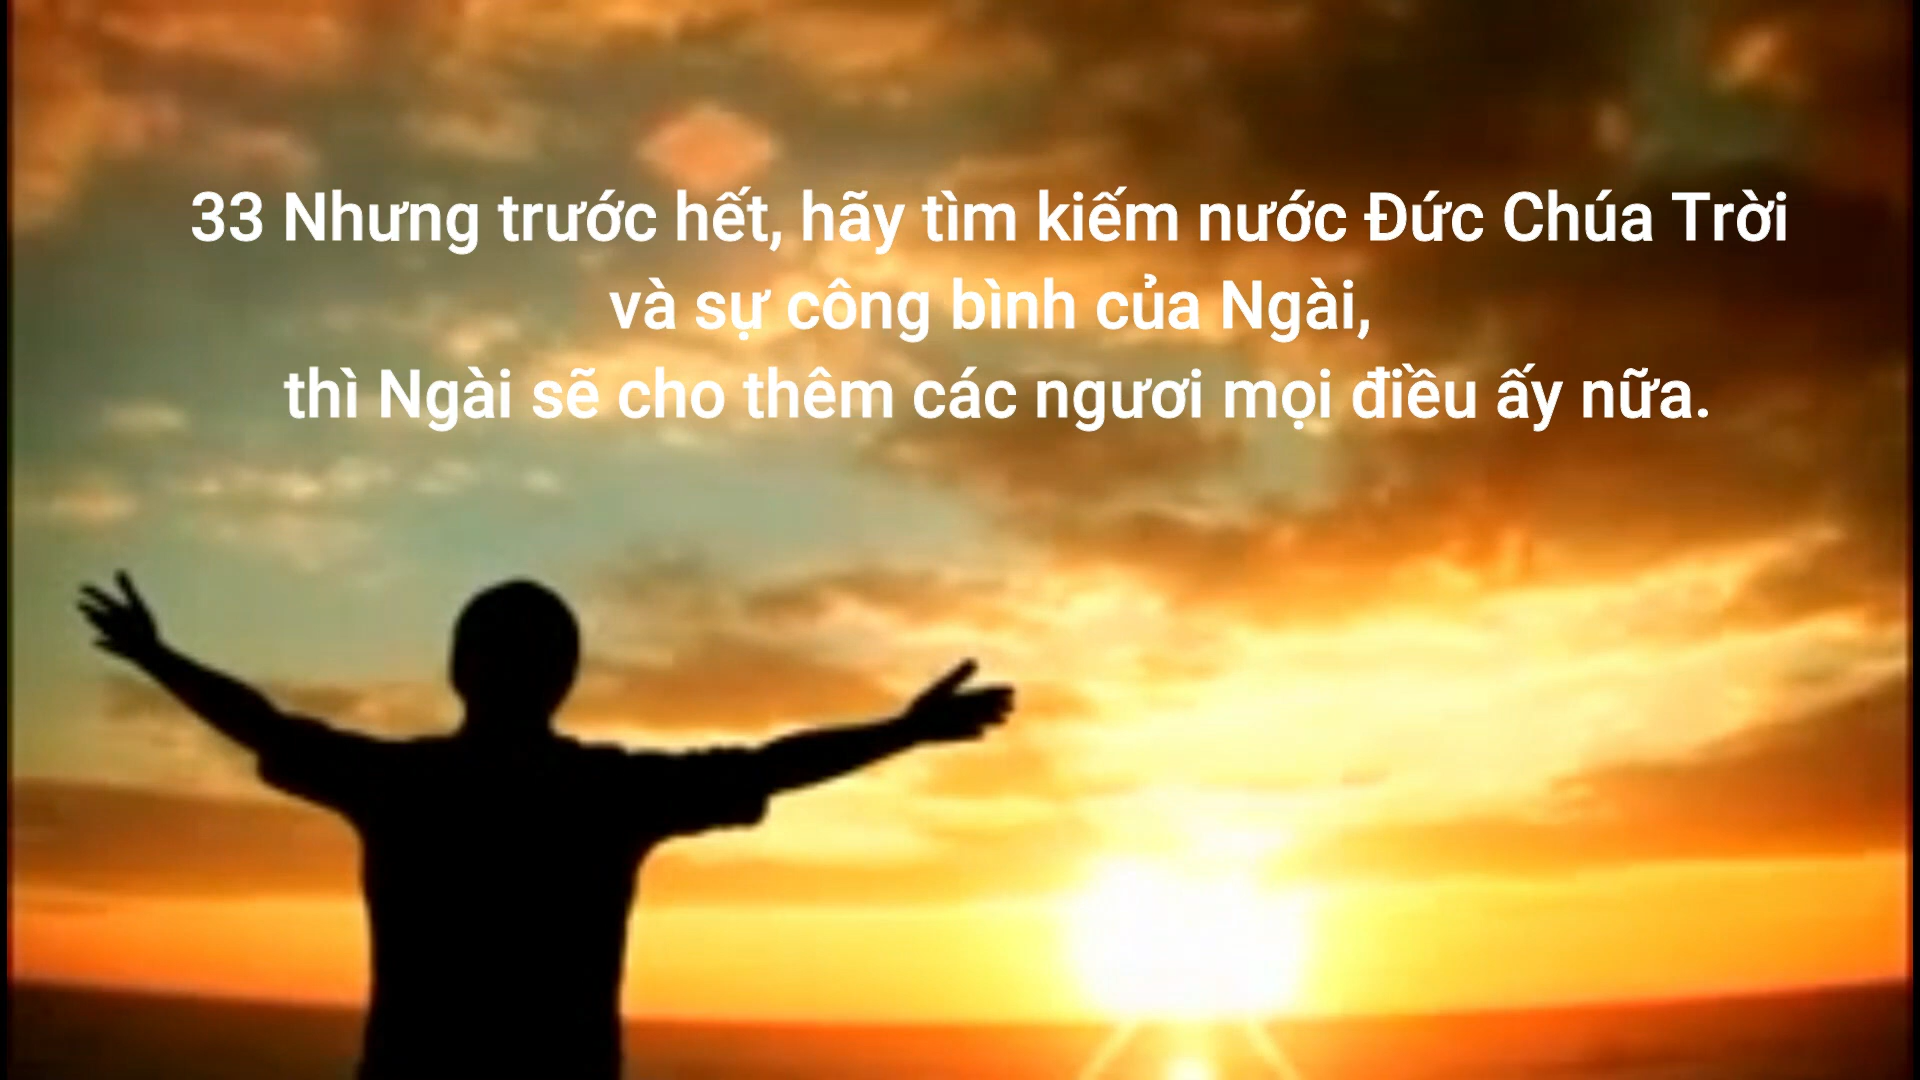 33 Nhưng trước hết, hãy tìm kiếm nước Đức Chúa Trời
và sự công bình của Ngài,
thì Ngài sẽ cho thêm các ngươi mọi điều ấy nữa.